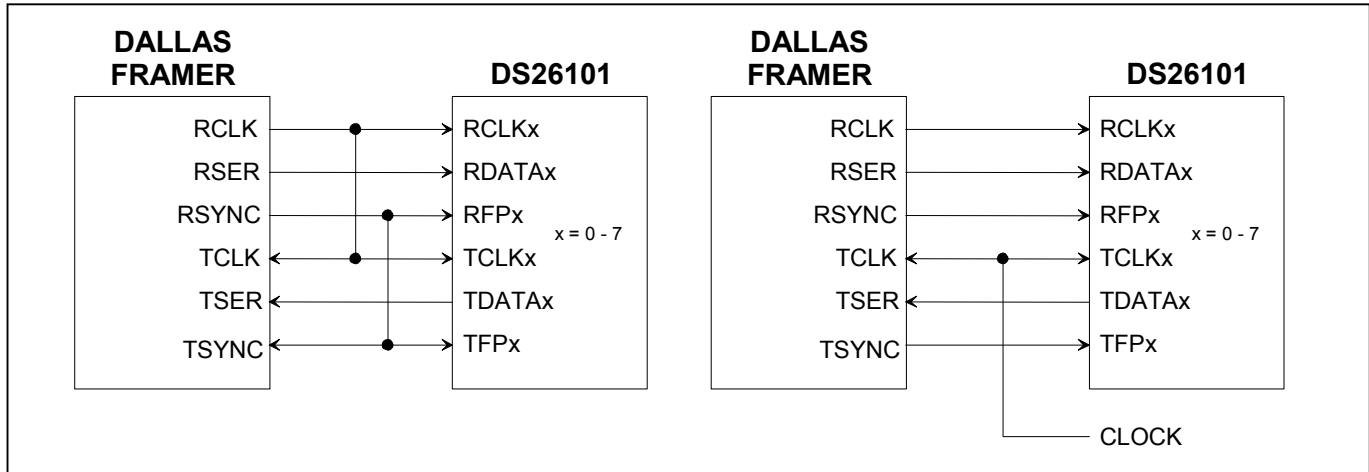 DALLAS
FRAMER
DS26101
RCLK
RSER
RSYNC
TCLK
TSER
TSYNC
RCLKx
RDATAx
RFPx
x = 0 - 7
TCLKx
TDATAx
TFPx
DALLAS
FRAMER
DS26101
RCLK
RSER
RSYNC
TCLK
TSER
TSYNC
RCLKx
RDATAx
RFPx
x = 0 - 7
TCLKx
TDATAx
TFPx
CLOCK